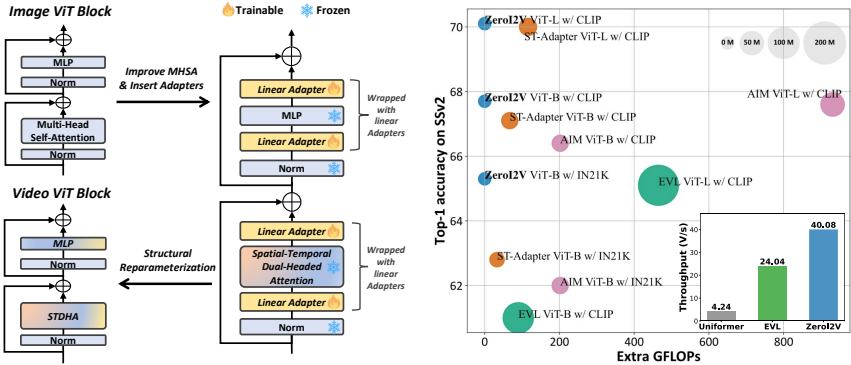 Image ViT Block
MLP
Norm
Multi-Head
Self-Attention
Norm
Improve MHSA
& Insert Adapters
Trainable
Frozen
Linear Adapter
MLP
Linear Adapter
Norm
Wrapped
with
linear
Adapters
Linear Adapter
Spatial-Temporal
Dual-Headed
Attention
Linear Adapter
Norm
Wrapped
with
linear
Adapters
Structural
Reparameterization
Video ViT Block
MLP
Norm
STDHA
Norm
Top-1 accuracy on SSv2
70
68
66
64
62
0
200
400
600
800
Extra GFLOPs
ZeroI2V ViT-L w/ CLIP
ST-Adapter ViT-L w/ CLIP
0 M
50 M
100 M
200 M
AIM ViT-L w/ CLIP
ZeroI2V ViT-B w/ CLIP
ST-Adapter ViT-B w/ CLIP
AIM ViT-B w/ CLIP
ZeroI2V ViT-B w/ IN21K
EVL ViT-L w/ CLIP
ST-Adapter ViT-B w/ IN21K
AIM ViT-B w/ IN21K
EVL ViT-B w/ CLIP
Throughput (V/s)
40
30
20
10
0
4.24
24.04
40.08
Uniformer
EVL
ZeroI2V